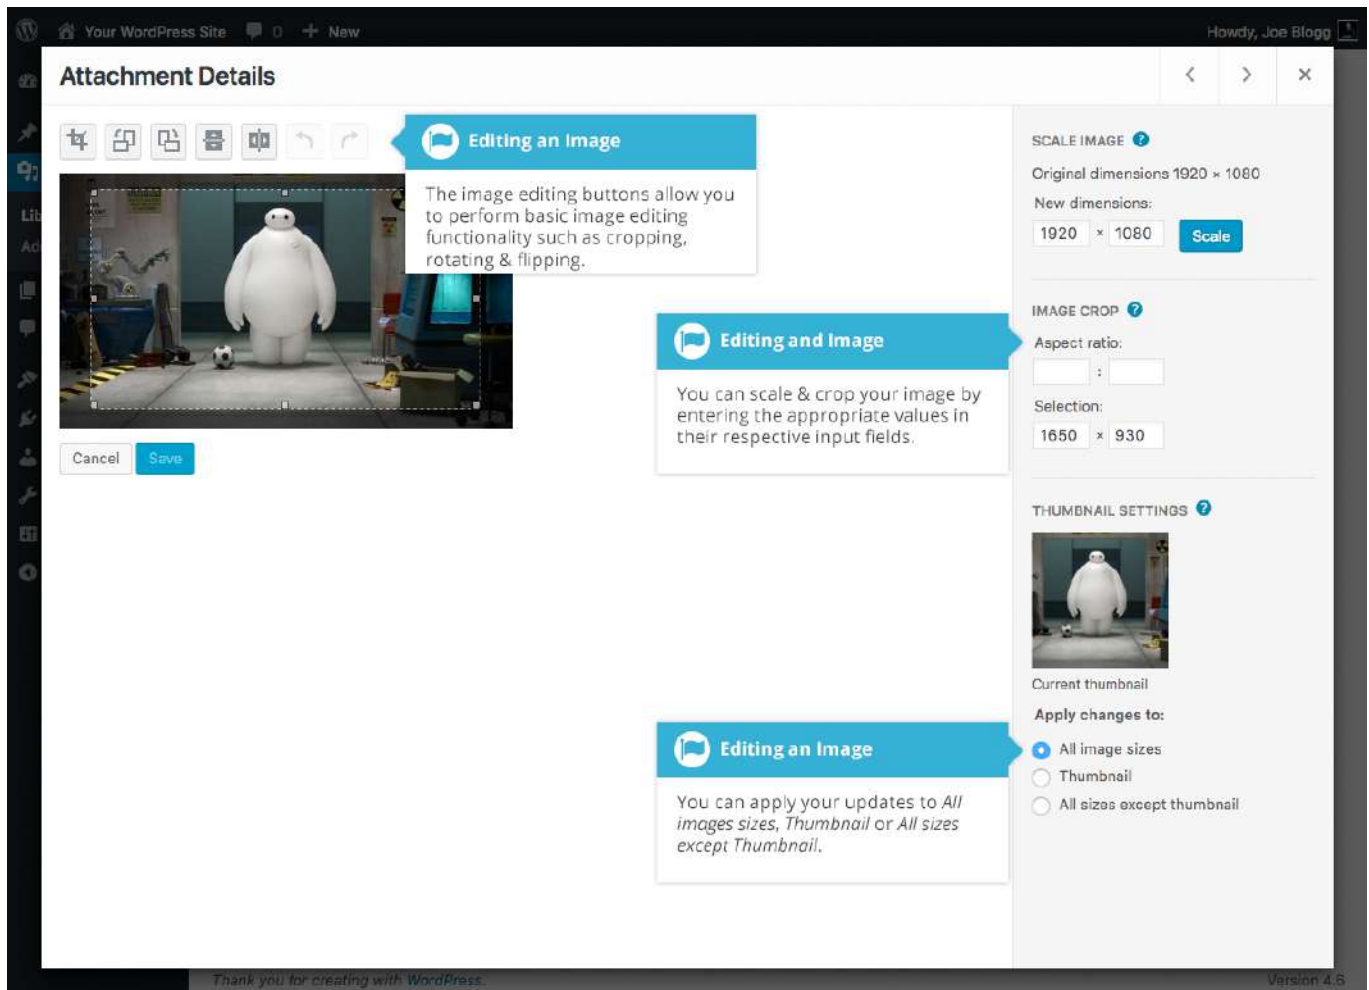 Your WordPress Site 0 New
Howdy, Joe Blogg
Attachment Details
Editing an Image
The image editing buttons allow you
to perform basic image editing
functionality such as cropping,
rotating & flipping.
Cancel
Save
Editing and Image
You can scale & crop your image by
entering the appropriate values in
their respective input fields.
Editing an Image
You can apply your updates to All
images sizes, Thumbnail or All sizes
except Thumbnail.
SCALE IMAGE
Original dimensions 1920 × 1080
New dimensions:
1920 × 1080 Scale
IMAGE CROP
Aspect ratio:
:
Selection:
1650 × 930
THUMBNAIL SETTINGS
Current thumbnail
Apply changes to:
All image sizes
Thumbnail
All sizes except thumbnail
Lib
Ad
Thank you for creating with WordPress.
Version 4.6